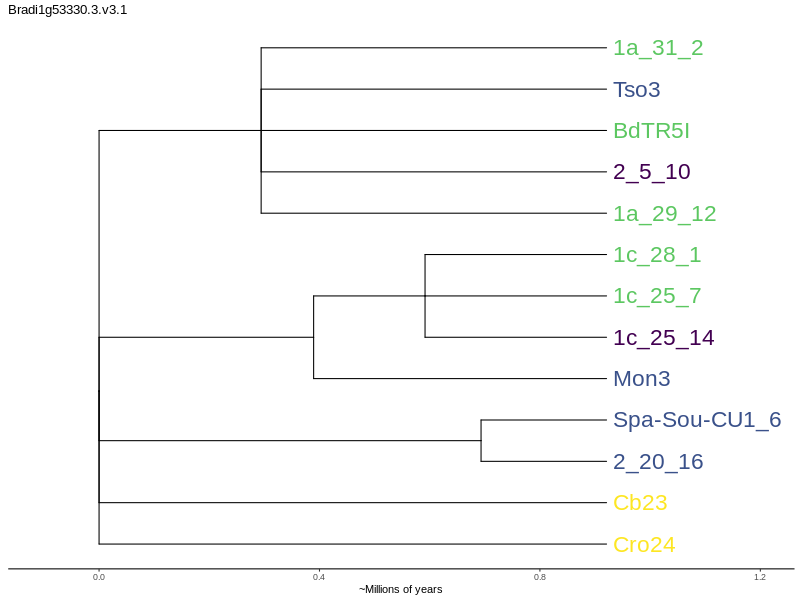 Bradi1g53330.3.v3.1
1a_31_2
Tso3
BdTR5I
2_5_10
1a_29_12
1c_28_1
1c_25_7
1c_25_14
Mon3
Spa-Sou-CU1_6
2_20_16
Cb23
Cro24
0.0 0.4 0.8 1.2
~Millions of years